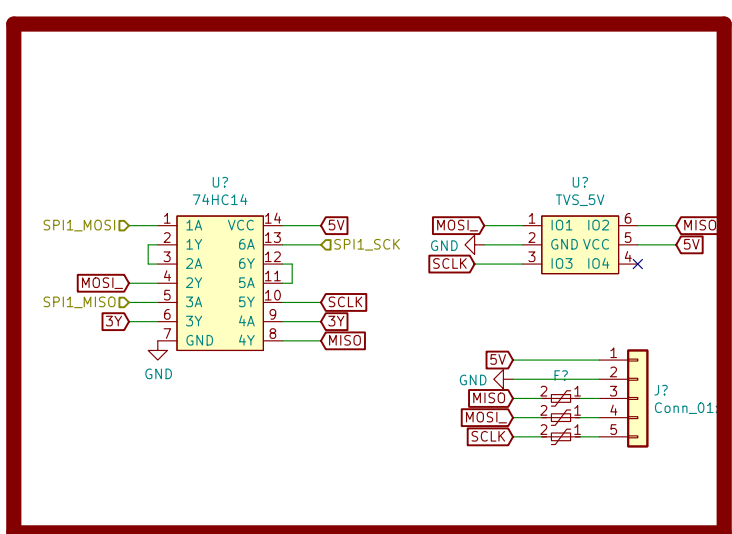 U?
74HC14
SPI1_MOSI 1 1A VCC 14 5V
2 1Y 6A 13 SPI1_SCK
3 2A 6Y 12
MOSI_ 4 2Y 5A 11
SPI1_MISO 5 3A 5Y 10 SCLK
3Y 6 3Y 4A 9 3Y
7 GND 4Y 8 MISO
GND
U?
TVS_5V
MOSI_ 1 IO1 IO2 6 MISO
GND 2 GND VCC 5 5V
SCLK 3 IO3 IO4 4
5V 1
GND 2
F?
MISO 2 1 3
MOSI_ 2 1 4
SCLK 2 1 5
J?
Conn_01